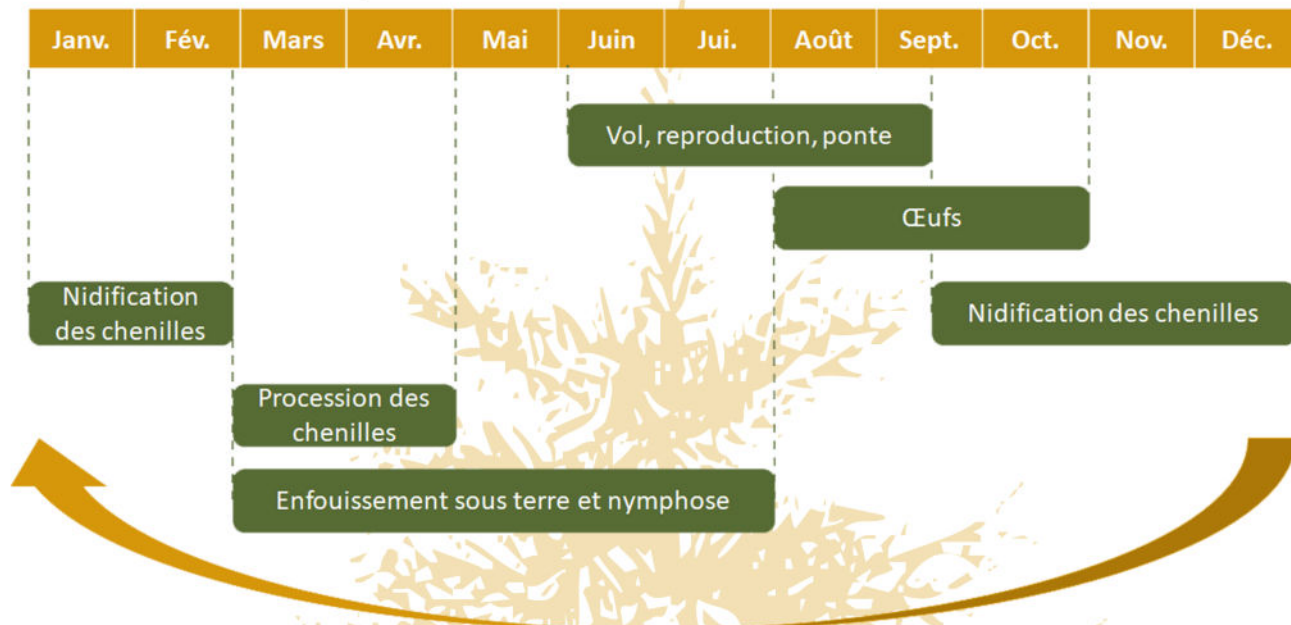 Janv. Fév. Mars Avr. Mai Juin Jui. Août Sept. Oct. Nov. Déc.
Vol, reproduction, ponte
Œufs
Nidification
des chenilles
Nidification des chenilles
Procession des
chenilles
Enfouissement sous terre et nymphose